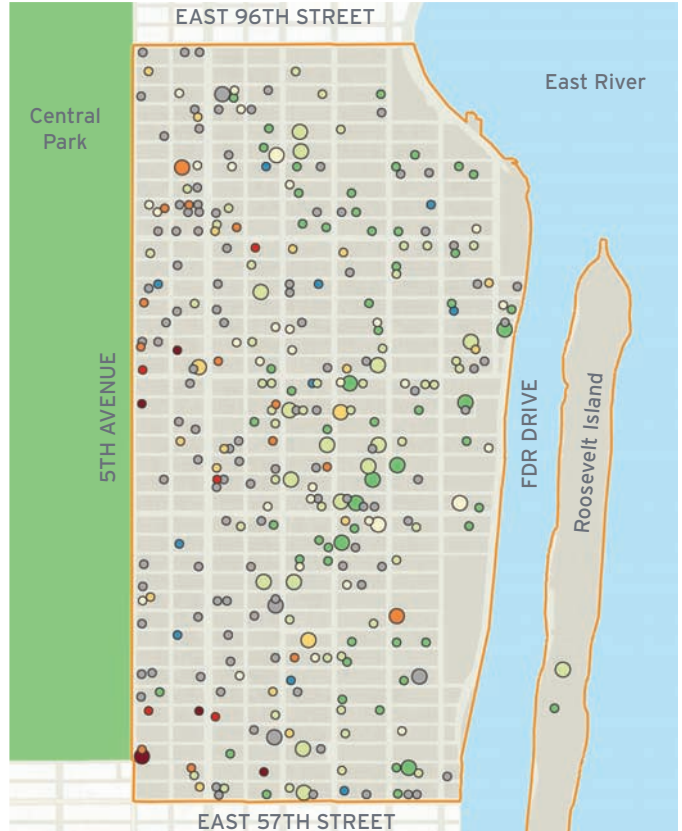 EAST 96TH STREET
East River
Central
Park
5TH AVENUE
FDR DRIVE
Roosevelt Island
EAST 57TH STREET